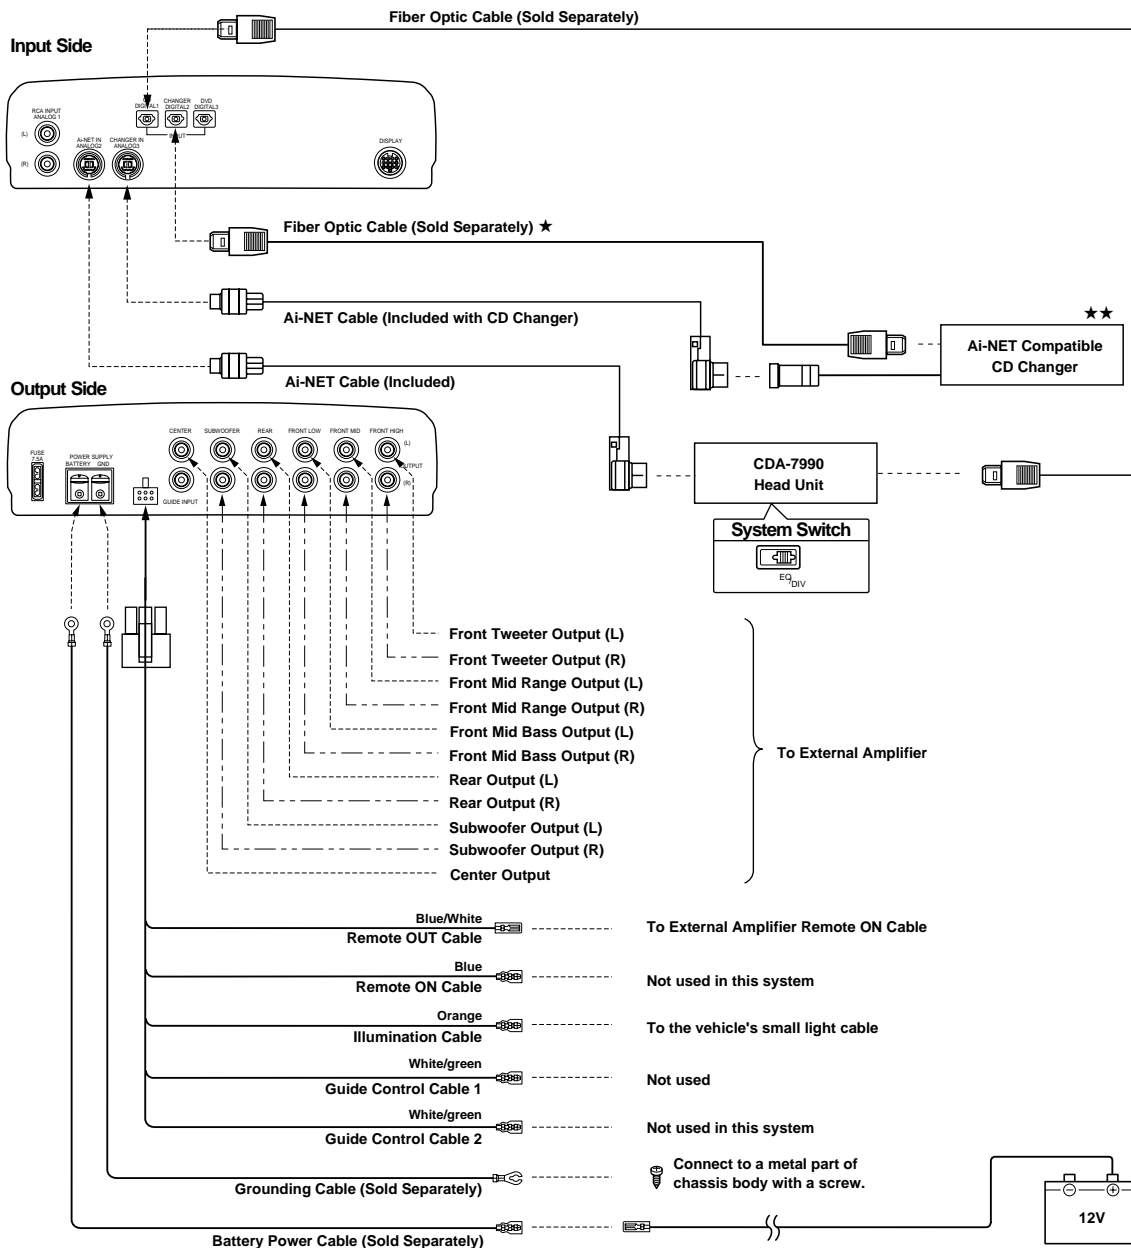 Fiber Optic Cable (Sold Separately)
Input Side
RCA INPUT
ANALOG 1
(L)
(R)
DIGITAL1
CHANGER
DIGITAL2
DVD
DIGITAL3
Ai-NET IN
ANALOG2
CHANGER IN
ANALOG3
DISPLAY
Fiber Optic Cable (Sold Separately) ★
Ai-NET Cable (Included with CD Changer)
★★
Ai-NET Compatible
CD Changer
Ai-NET Cable (Included)
Output Side
FUSE
7.5A
POWER SUPPLY
BATTERY GND
GUIDE INPUT
CENTER
SUBWOOFER
REAR
FRONT LOW
FRONT MID
FRONT HIGH
(L)
OUTPUT
(R)
CDA-7990
Head Unit
System Switch
EQ/DIV
Front Tweeter Output (L)
Front Tweeter Output (R)
Front Mid Range Output (L)
Front Mid Range Output (R)
Front Mid Bass Output (L)
Front Mid Bass Output (R)
Rear Output (L)
Rear Output (R)
Subwoofer Output (L)
Subwoofer Output (R)
Center Output
To External Amplifier
Blue/White
Remote OUT Cable
To External Amplifier Remote ON Cable
Blue
Remote ON Cable
Not used in this system
Orange
Illumination Cable
To the vehicle's small light cable
White/green
Guide Control Cable 1
Not used
White/green
Guide Control Cable 2
Not used in this system
Grounding Cable (Sold Separately)
Connect to a metal part of
chassis body with a screw.
Battery Power Cable (Sold Separately)
12V